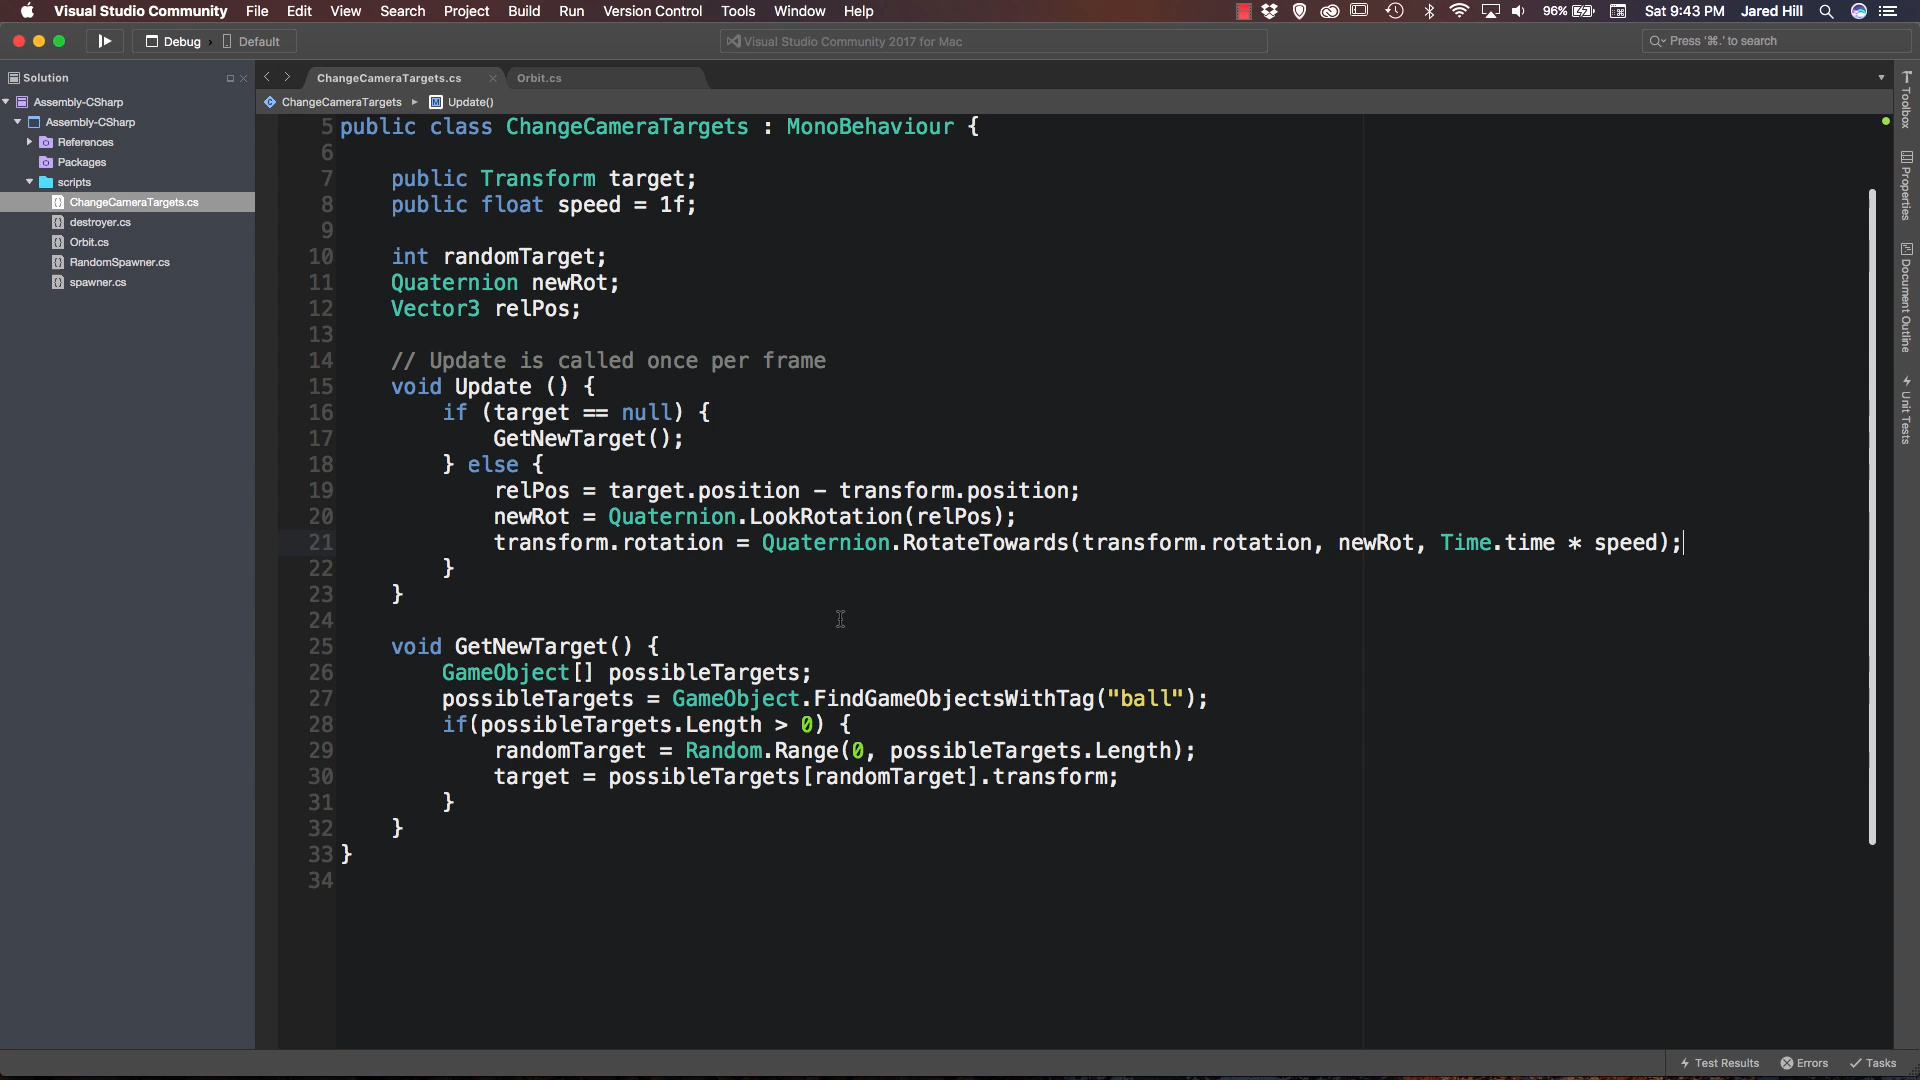 Visual Studio Community File Edit View Search Project Build Run Version Control Tools Window Help 96% Sat 9:43 PM Jared Hill
Debug Default Visual Studio Community 2017 for Mac Press '⌘.' to search
Solution
Assembly-CSharp
Assembly-CSharp
References
Packages
scripts
ChangeCameraTargets.cs
destroyer.cs
Orbit.cs
RandomSpawner.cs
spawner.cs
ChangeCameraTargets.cs Orbit.cs
ChangeCameraTargets Update()
5 public class ChangeCameraTargets : MonoBehaviour {
6
7 public Transform target;
8 public float speed = 1f;
9
10 int randomTarget;
11 Quaternion newRot;
12 Vector3 relPos;
13
14 // Update is called once per frame
15 void Update () {
16 if (target == null) {
17 GetNewTarget();
18 } else {
19 relPos = target.position - transform.position;
20 newRot = Quaternion.LookRotation(relPos);
21 transform.rotation = Quaternion.RotateTowards(transform.rotation, newRot, Time.time * speed);
22 }
23 }
24
25 void GetNewTarget() {
26 GameObject[] possibleTargets;
27 possibleTargets = GameObject.FindGameObjectsWithTag("ball");
28 if(possibleTargets.Length > 0) {
29 randomTarget = Random.Range(0, possibleTargets.Length);
30 target = possibleTargets[randomTarget].transform;
31 }
32 }
33 }
34
Toolbox
Properties
Document Outline
Unit Tests
Test Results Errors Tasks